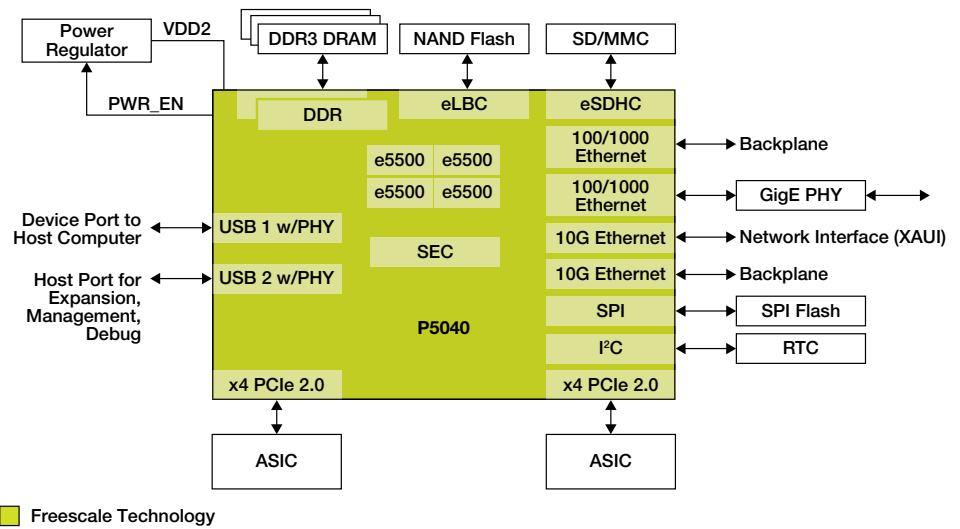 Power
Regulator
VDD2
PWR_EN
DDR3 DRAM
NAND Flash
SD/MMC
DDR
eLBC
eSDHC
100/1000
Ethernet
Backplane
e5500
e5500
e5500
e5500
100/1000
Ethernet
GigE PHY
Device Port to
Host Computer
USB 1 w/PHY
SEC
10G Ethernet
Network Interface (XAUI)
Host Port for
Expansion,
Management,
Debug
USB 2 w/PHY
10G Ethernet
Backplane
SPI
SPI Flash
P5040
I²C
RTC
x4 PCIe 2.0
x4 PCIe 2.0
ASIC
ASIC
Freescale Technology